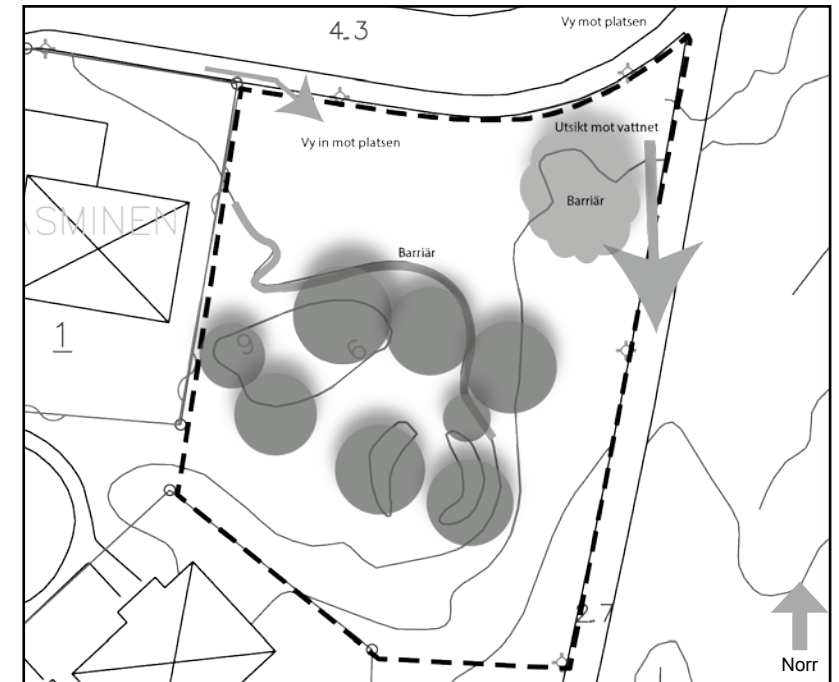 4.3
Vy mot platsen
Utsikt mot vattnet
Vy in mot platsen
Barriär
ASMINEN
Barriär
1
9
6
2.7
Norr